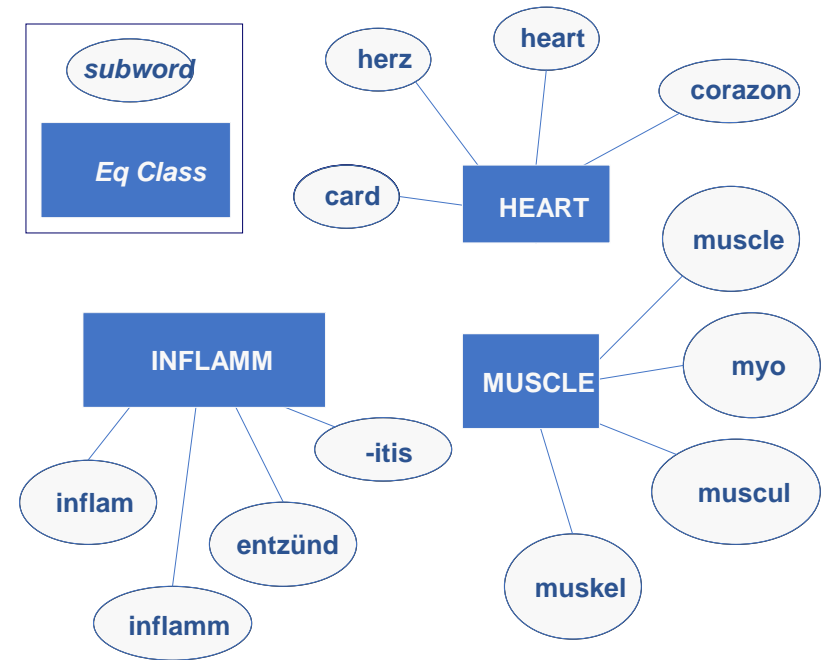 subword
Eq Class
herz
heart
corazon
card
HEART
muscle
INFLAMM
MUSCLE
myo
-itis
inflam
muscul
entzünd
muskel
inflamm